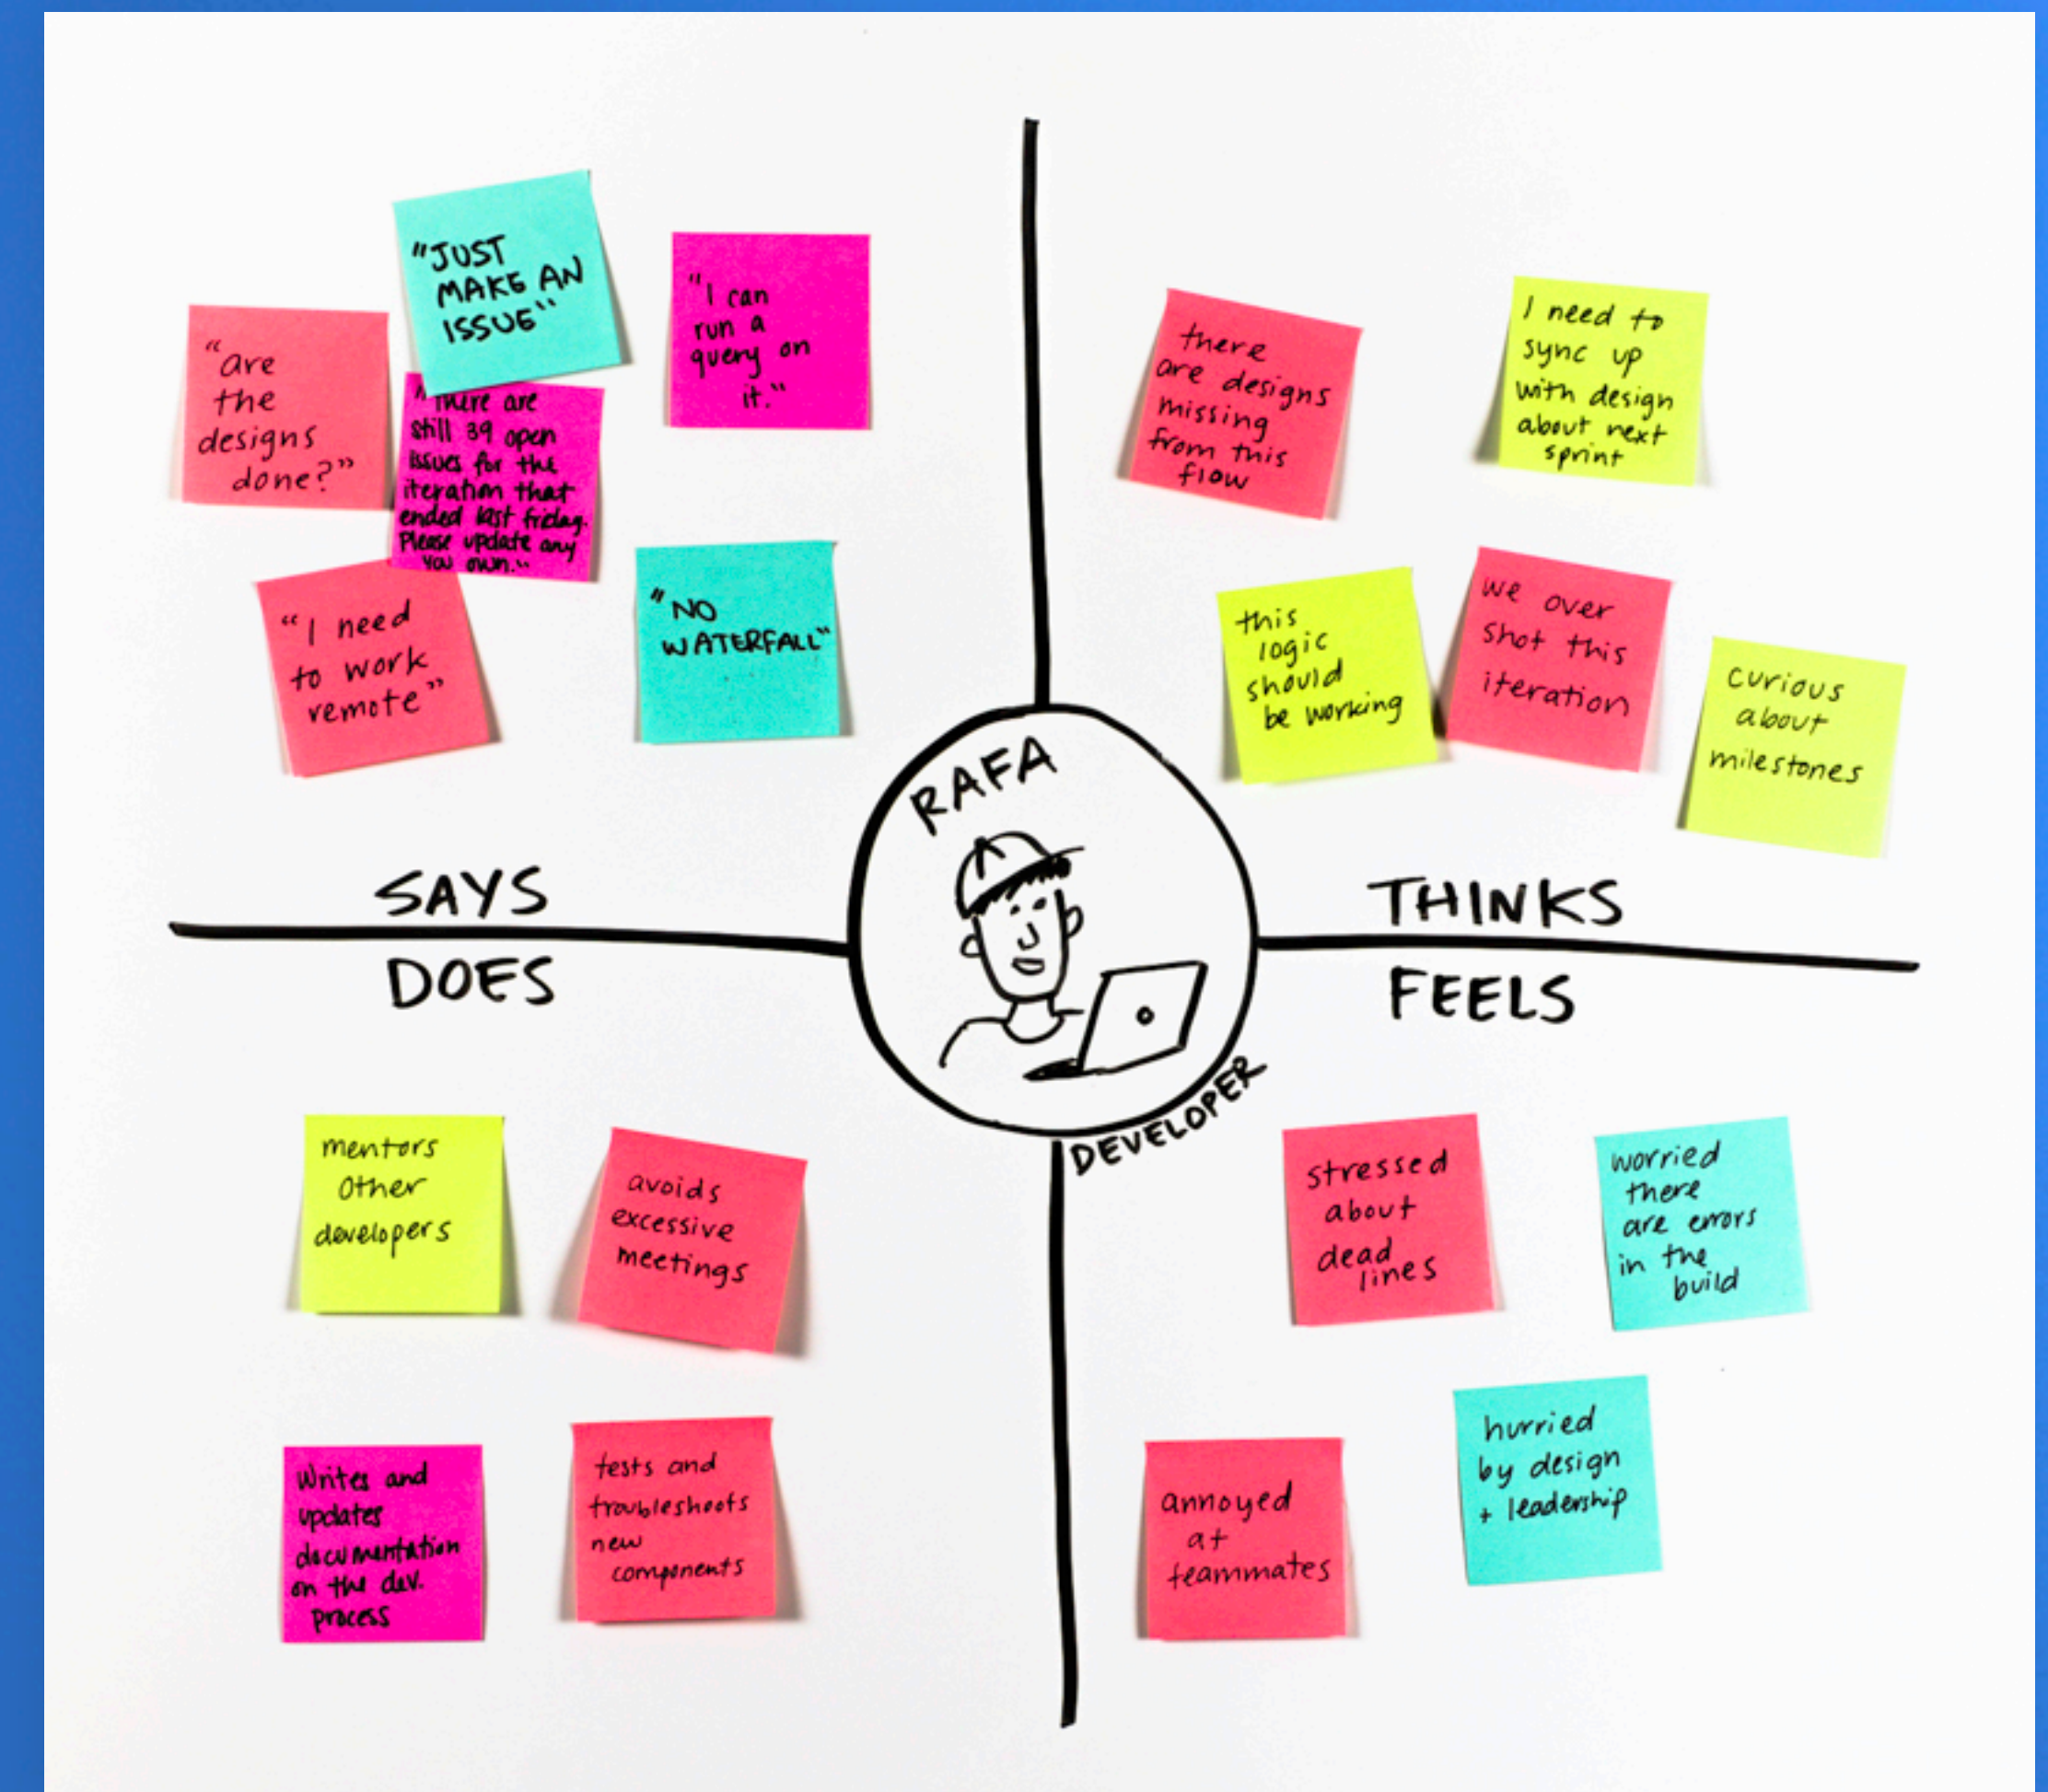 "JUST
MAKE AN
ISSUE"
"I can
run a
query on
it."
"are
the
designs
done?"
"There are
still 39 open
issues for the
iteration that
ended last friday.
Please update any
you own."
"I need
to work
remote"
"NO
WATERFALL"
there
are designs
missing
from this
flow
I need to
sync up
with design
about next
sprint
this
logic
should
be working
we over
shot this
iteration
curious
about
milestones
RAFA
SAYS
THINKS
DOES
FEELS
DEVELOPER
mentors
other
developers
avoids
excessive
meetings
stressed
about
dead
lines
worried
there
are errors
in the
build
Writes and
updates
documentation
on the dev.
process
tests and
troubleshoots
new
components
annoyed
at
teammates
hurried
by design
+ leadership